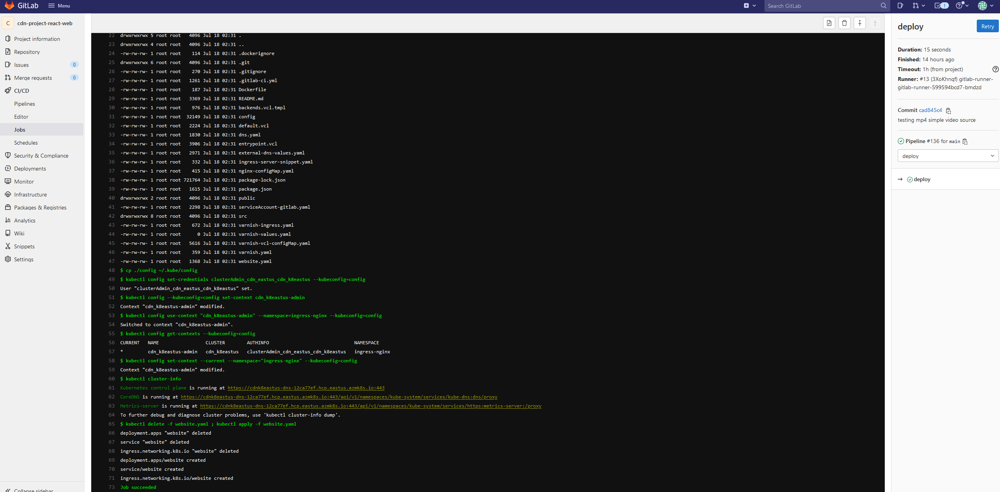 GitLab
Menu
Search GitLab
1
C
cdn-project-react-web
Project information
Repository
Issues 0
Merge requests 0
CI/CD
Pipelines
Editor
Jobs
Schedules
Security & Compliance
Deployments
Monitor
Infrastructure
Packages & Registries
Analytics
Wiki
Snippets
Settings
Collapse sidebar
22 drwxrwxrwx 5 root root   4096 Jul 18 02:31 .
23 drwxrwxrwx 4 root root   4096 Jul 18 02:31 ..
24 -rw-rw-rw- 1 root root    114 Jul 18 02:31 .dockerignore
25 drwxrwxrwx 6 root root   4096 Jul 18 02:31 .git
26 -rw-rw-rw- 1 root root    270 Jul 18 02:31 .gitignore
27 -rw-rw-rw- 1 root root   1261 Jul 18 02:31 .gitlab-ci.yml
28 -rw-rw-rw- 1 root root    187 Jul 18 02:31 Dockerfile
29 -rw-rw-rw- 1 root root   3369 Jul 18 02:31 README.md
30 -rw-rw-rw- 1 root root    976 Jul 18 02:31 backends.vcl.tmpl
31 -rw-rw-rw- 1 root root  32149 Jul 18 02:31 config
32 -rw-rw-rw- 1 root root   2224 Jul 18 02:31 default.vcl
33 -rw-rw-rw- 1 root root   1830 Jul 18 02:31 dns.yaml
34 -rw-rw-rw- 1 root root   3906 Jul 18 02:31 entrypoint.vcl
35 -rw-rw-rw- 1 root root   2971 Jul 18 02:31 external-dns-values.yaml
36 -rw-rw-rw- 1 root root    332 Jul 18 02:31 ingress-server-snippet.yaml
37 -rw-rw-rw- 1 root root    415 Jul 18 02:31 nginx-configMap.yaml
38 -rw-rw-rw- 1 root root 721764 Jul 18 02:31 package-lock.json
39 -rw-rw-rw- 1 root root   1615 Jul 18 02:31 package.json
40 drwxrwxrwx 2 root root   4096 Jul 18 02:31 public
41 -rw-rw-rw- 1 root root   2298 Jul 18 02:31 serviceAccount-gitlab.yaml
42 drwxrwxrwx 8 root root   4096 Jul 18 02:31 src
43 -rw-rw-rw- 1 root root    672 Jul 18 02:31 varnish-ingress.yaml
44 -rw-rw-rw- 1 root root      0 Jul 18 02:31 varnish-values.yaml
45 -rw-rw-rw- 1 root root   5616 Jul 18 02:31 varnish-vcl-configMap.yaml
46 -rw-rw-rw- 1 root root    359 Jul 18 02:31 varnish.yaml
47 -rw-rw-rw- 1 root root   1368 Jul 18 02:31 website.yaml
48 $ cp ./config ~/.kube/config
49 $ kubectl config set-credentials clusterAdmin_cdn_eastus_cdn_k8eastus --kubeconfig=config
50 User "clusterAdmin_cdn_eastus_cdn_k8eastus" set.
51 $ kubectl config --kubeconfig=config set-context cdn_k8eastus-admin
52 Context "cdn_k8eastus-admin" modified.
53 $ kubectl config use-context "cdn_k8eastus-admin" --namespace=ingress-nginx --kubeconfig=config
54 Switched to context "cdn_k8eastus-admin".
55 $ kubectl config get-contexts --kubeconfig=config
56 CURRENT   NAME                 CLUSTER        AUTHINFO                               NAMESPACE
57 *         cdn_k8eastus-admin   cdn_k8eastus   clusterAdmin_cdn_eastus_cdn_k8eastus   ingress-nginx
58 $ kubectl config set-context --current --namespace="ingress-nginx" --kubeconfig=config
59 Context "cdn_k8eastus-admin" modified.
60 $ kubectl cluster-info
61 Kubernetes control plane is running at https://cdnk8eastus-dns-12ca77ef.hcp.eastus.azmk8s.io:443
62 CoreDNS is running at https://cdnk8eastus-dns-12ca77ef.hcp.eastus.azmk8s.io:443/api/v1/namespaces/kube-system/services/kube-dns:dns/proxy
63 Metrics-server is running at https://cdnk8eastus-dns-12ca77ef.hcp.eastus.azmk8s.io:443/api/v1/namespaces/kube-system/services/https:metrics-server:/proxy
64 To further debug and diagnose cluster problems, use 'kubectl cluster-info dump'.
65 $ kubectl delete -f website.yaml ; kubectl apply -f website.yaml
66 deployment.apps "website" deleted
67 service "website" deleted
68 ingress.networking.k8s.io "website" deleted
69 deployment.apps/website created
70 service/website created
71 ingress.networking.k8s.io/website created
73 Job succeeded
deploy
Retry
Duration: 15 seconds
Finished: 14 hours ago
Timeout: 1h (from project)
Runner: #13 (3XoKhnqf) gitlab-runner-
gitlab-runner-599594bcd7-bmdzd
Commit cad845c4
testing mp4 simple video source
Pipeline #136 for main
deploy
→ deploy